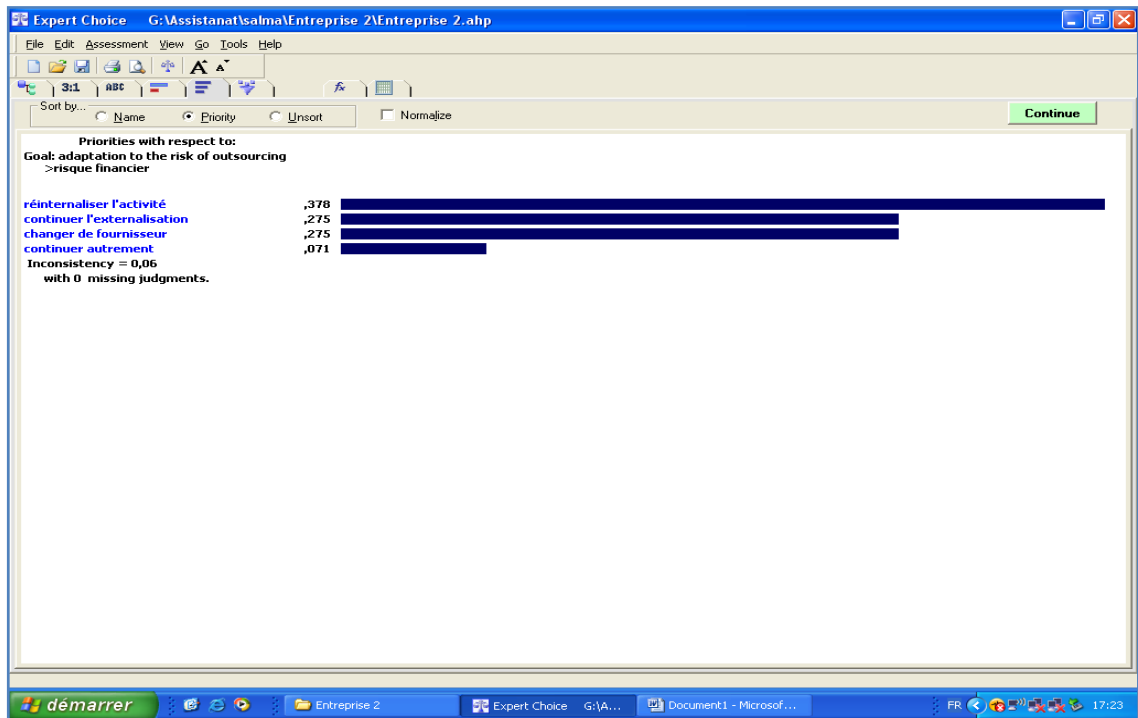 Expert Choice G:\Assistanat\salma\Entreprise 2\Entreprise 2.ahp
File Edit Assessment View Go Tools Help
A A
3:1 ABC fx
Sort by... Name Priority Unsort Normalize Continue
Priorities with respect to:
Goal: adaptation to the risk of outsourcing
>risque financier
réinternaliser l'activité ,378
continuer l'externalisation ,275
changer de fournisseur ,275
continuer autrement ,071
Inconsistency = 0,06
with 0 missing judgments.
démarrer Entreprise 2 Expert Choice G:\A... Document1 - Microsof... FR 17:23